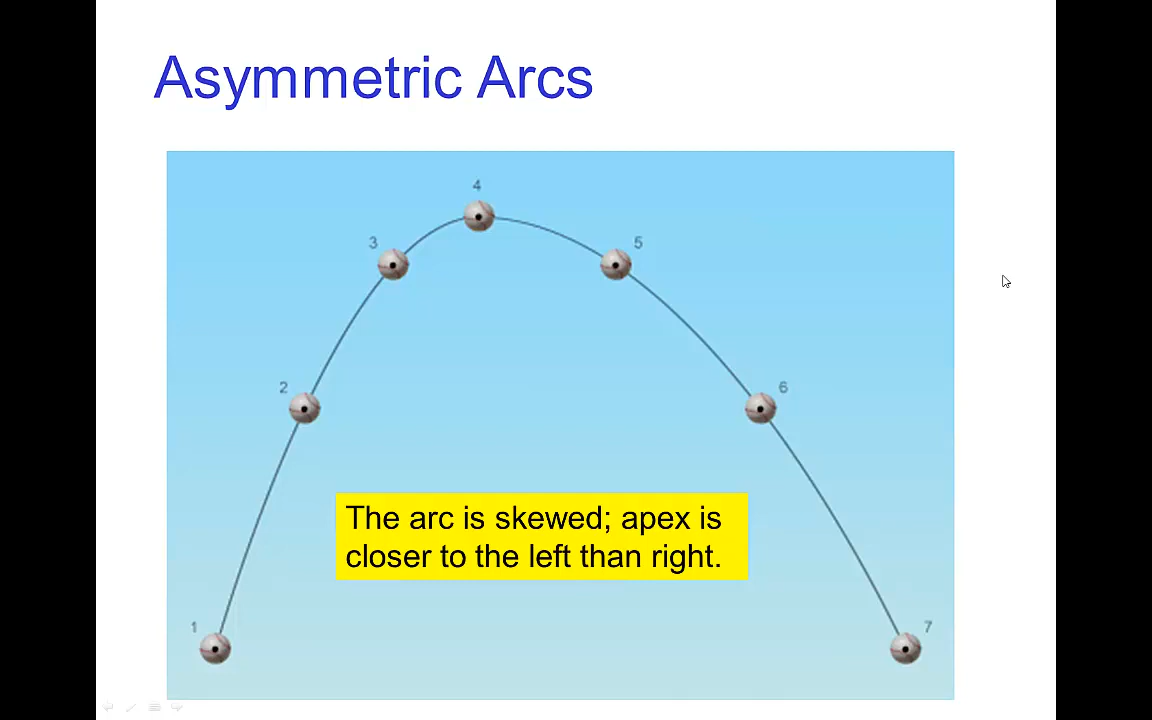 Asymmetric Arcs
4
3
5
2
6
The arc is skewed; apex is
closer to the left than right.
1
7